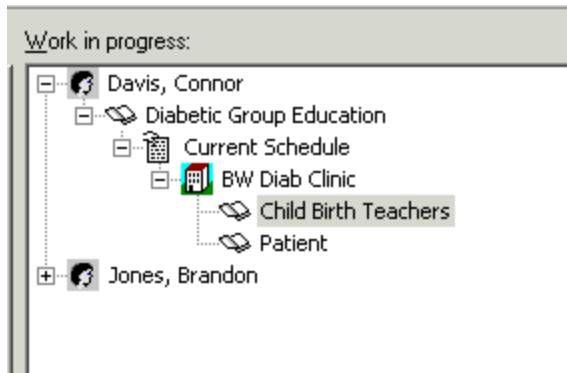 Work in progress:
Davis, Connor
Diabetic Group Education
Current Schedule
BW Diab Clinic
Child Birth Teachers
Patient
Jones, Brandon